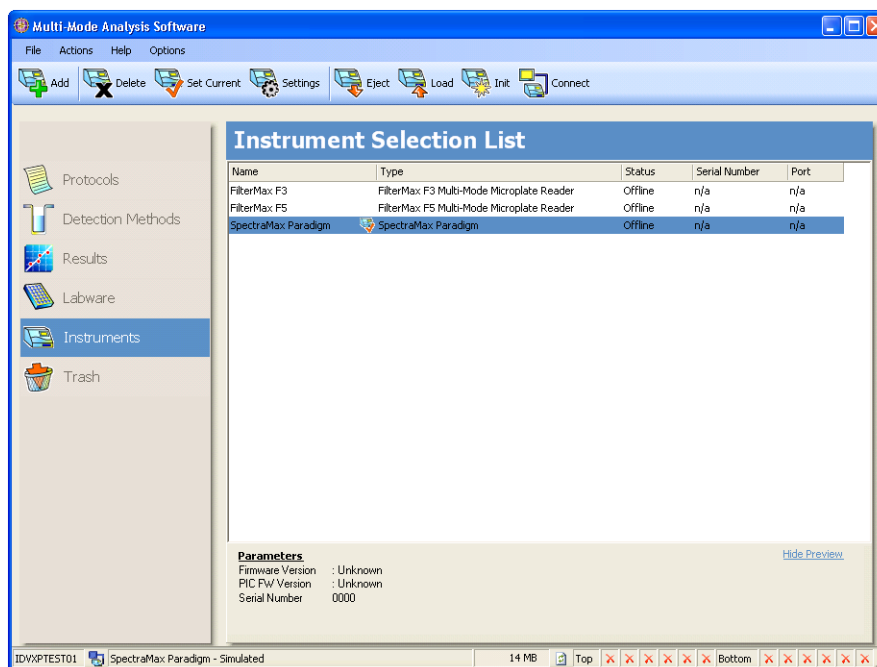 Multi-Mode Analysis Software
File Actions Help Options
Add Delete Set Current Settings Eject Load Init Connect
Instrument Selection List
Protocols
Detection Methods
Results
Labware
Instruments
Trash
Name Type Status Serial Number Port
FilterMax F3 FilterMax F3 Multi-Mode Microplate Reader Offline n/a n/a
FilterMax F5 FilterMax F5 Multi-Mode Microplate Reader Offline n/a n/a
SpectraMax Paradigm SpectraMax Paradigm Offline n/a n/a
Parameters Hide Preview
Firmware Version : Unknown
PIC FW Version : Unknown
Serial Number 0000
IDVXPTEST01 SpectraMax Paradigm - Simulated 14 MB Top Bottom